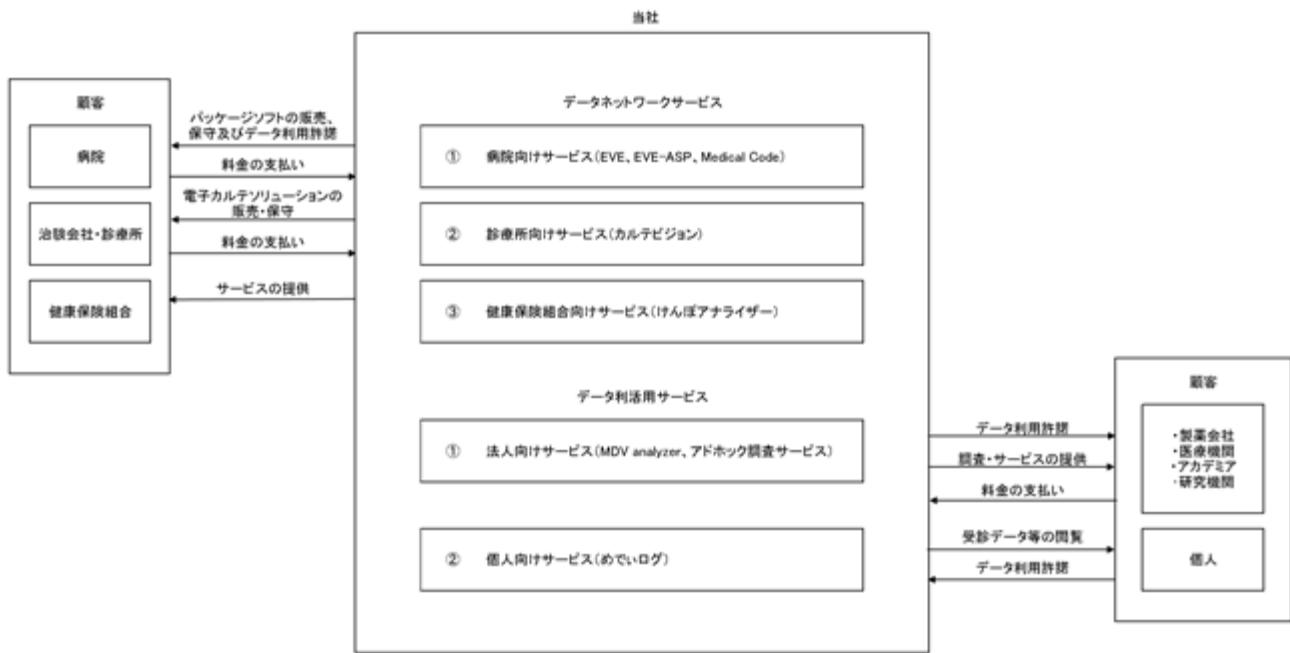 当社
顧客
病院
治験会社・診療所
健康保険組合
パッケージソフトの販売、
保守及びデータ利用許諾
料金の支払い
電子カルテソリューションの
販売・保守
料金の支払い
サービスの提供
データネットワークサービス
① 病院向けサービス(EVE、EVE-ASP、Medical Code)
② 診療所向けサービス(カルテビジョン)
③ 健康保険組合向けサービス(けんぽアナライザー)
データ利活用サービス
① 法人向けサービス(MDV analyzer、アドホック調査サービス)
② 個人向けサービス(めでぃログ)
データ利用許諾
調査・サービスの提供
料金の支払い
受診データ等の閲覧
データ利用許諾
顧客
・製薬会社
・医療機関
・アカデミア
・研究機関
個人